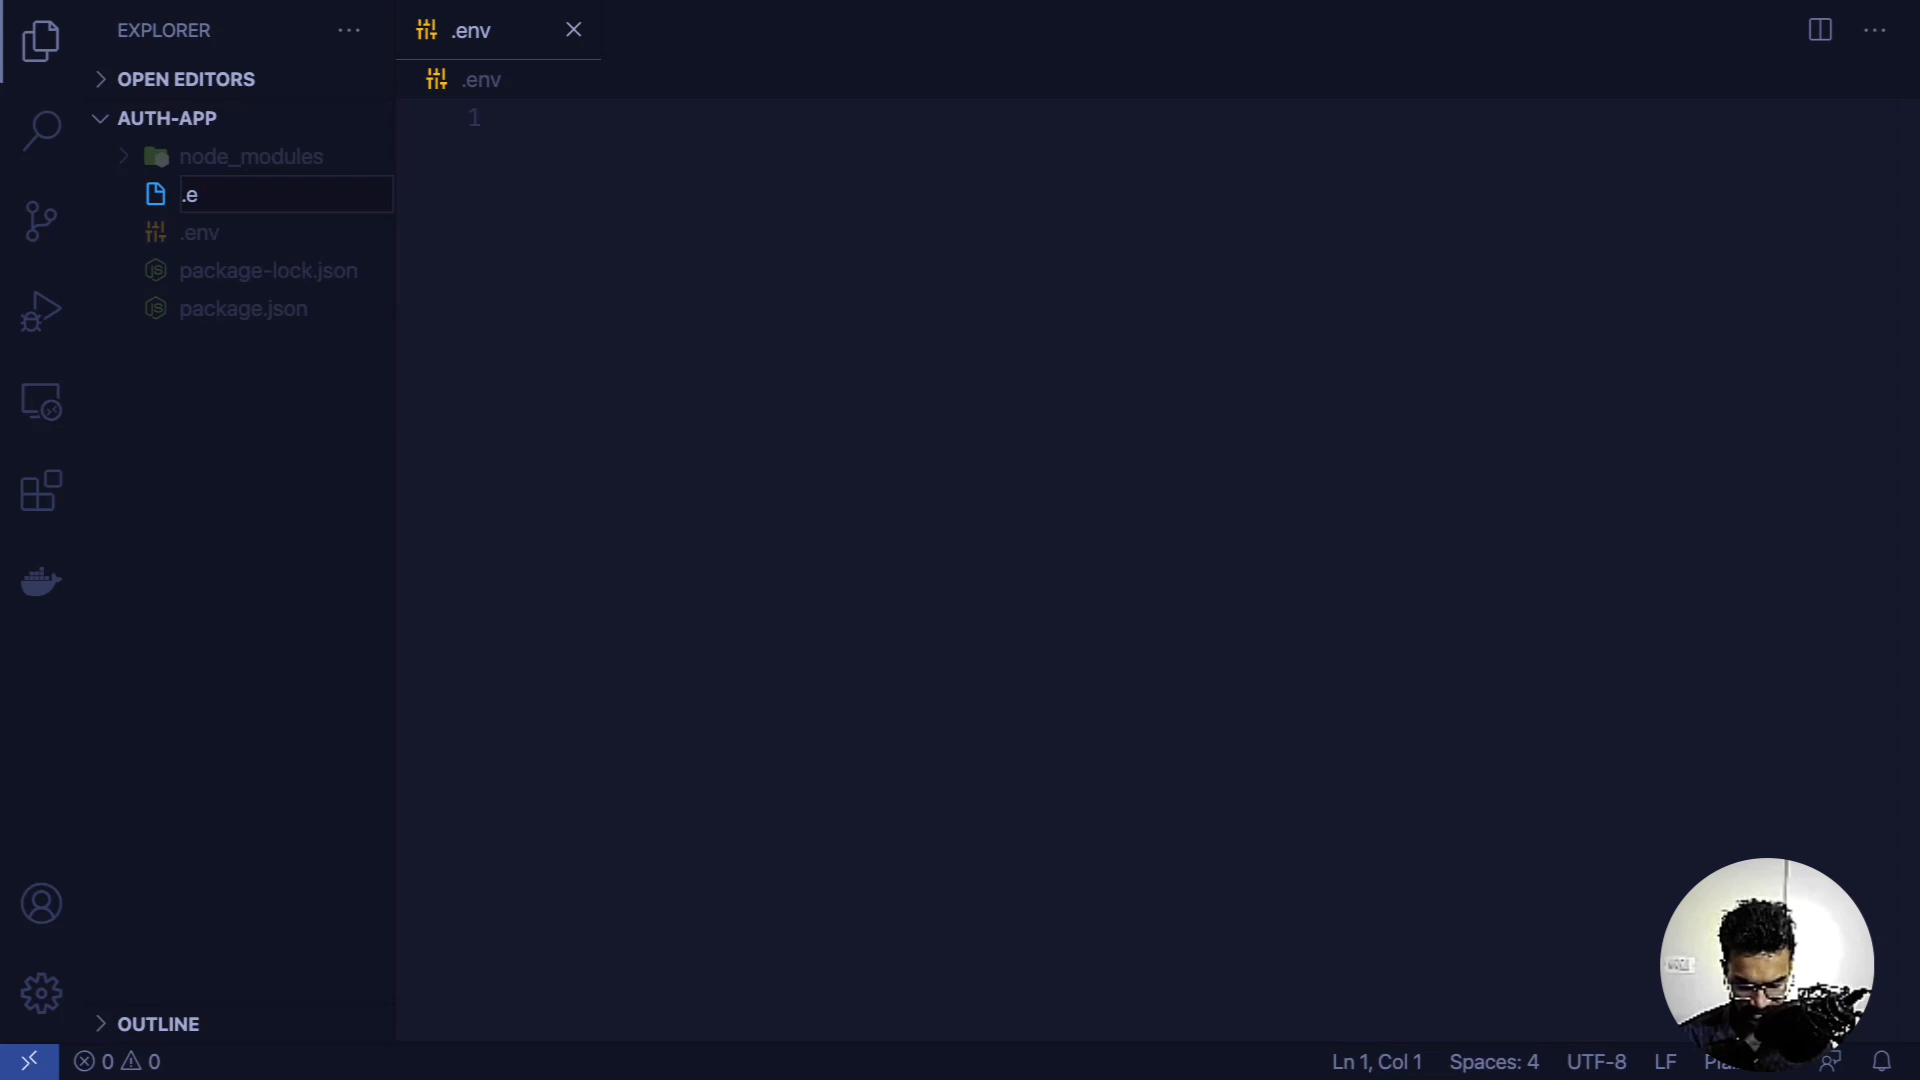 EXPLORER
.env
OPEN EDITORS
.env
AUTH-APP
1
node_modules
.e
.env
package-lock.json
package.json
OUTLINE
0 0
Ln 1, Col 1
Spaces: 4
UTF-8
LF